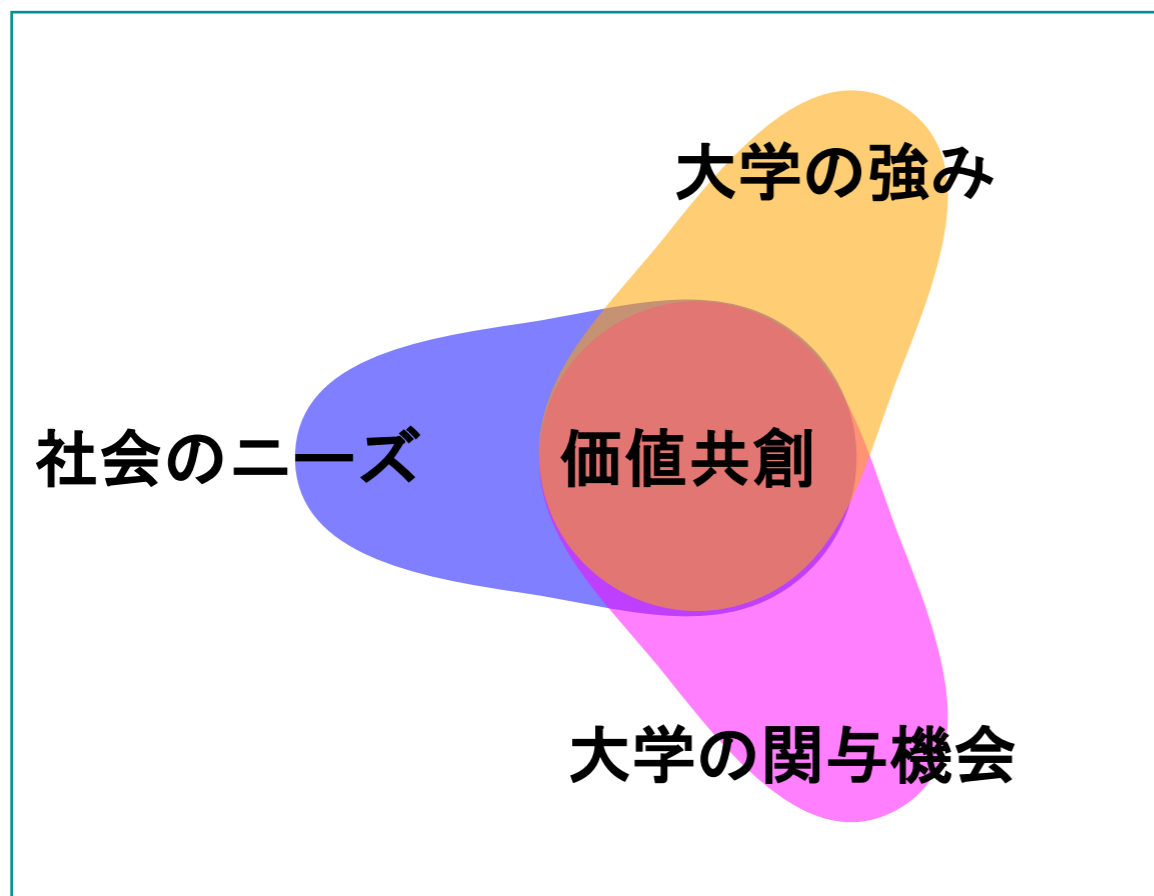 大学の強み
社会のニーズ
価値共創
大学の関与機会